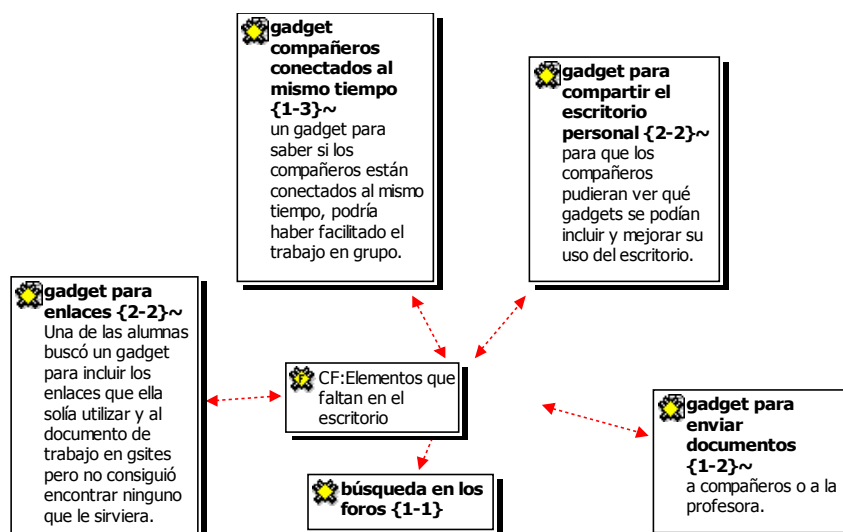 gadget
compañeros
conectados al
mismo tiempo
{1-3}~
un gadget para
saber si los
compañeros están
conectados al mismo
tiempo, podría
haber facilitado el
trabajo en grupo.
gadget para
compartir el
escritorio
personal {2-2}~
para que los
compañeros
pudieran ver qué
gadgets se podían
incluir y mejorar su
uso del escritorio.
gadget para
enlaces {2-2}~
Una de las alumnas
buscó un gadget
para incluir los
enlaces que ella
solía utilizar y al
documento de
trabajo en gsites
pero no consiguió
encontrar ninguno
que le sirviera.
CF:Elementos que
faltan en el
escritorio
gadget para
enviar
documentos
{1-2}~
a compañeros o a la
profesora.
búsqueda en los
foros {1-1}